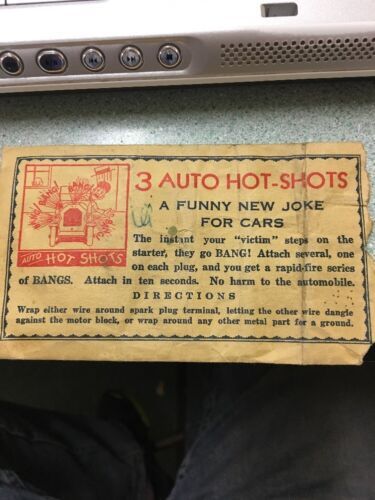 3 AUTO HOT-SHOTS
A FUNNY NEW JOKE
FOR CARS
The instant your "victim" steps on the
starter, they go BANG! Attach several, one
on each plug, and you get a rapid-fire series
of BANGS. Attach in ten seconds. No harm to the automobile.
DIRECTIONS
Wrap either wire around spark plug terminal, letting the other wire dangle
against the motor block, or wrap around any other metal part for a ground.
BANG!
AUTO HOT SHOTS